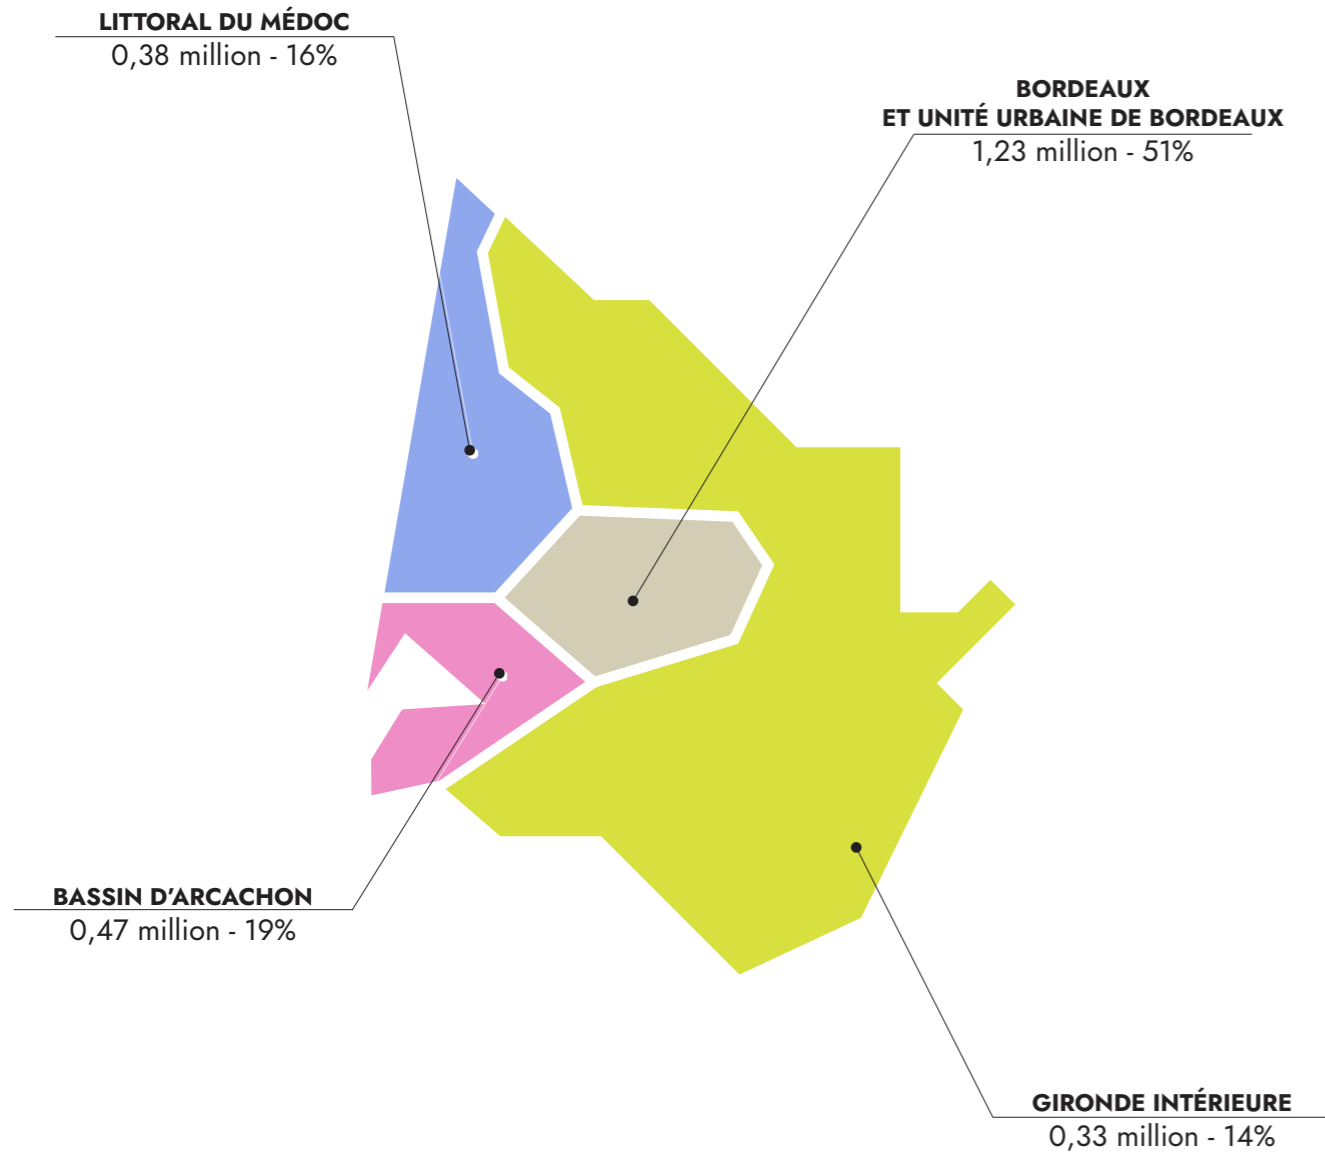 LITTORAL DU MÉDOC
0,38 million - 16%
BORDEAUX
ET UNITÉ URBAINE DE BORDEAUX
1,23 million - 51%
BASSIN D’ARCACHON
0,47 million - 19%
GIRONDE INTÉRIEURE
0,33 million - 14%